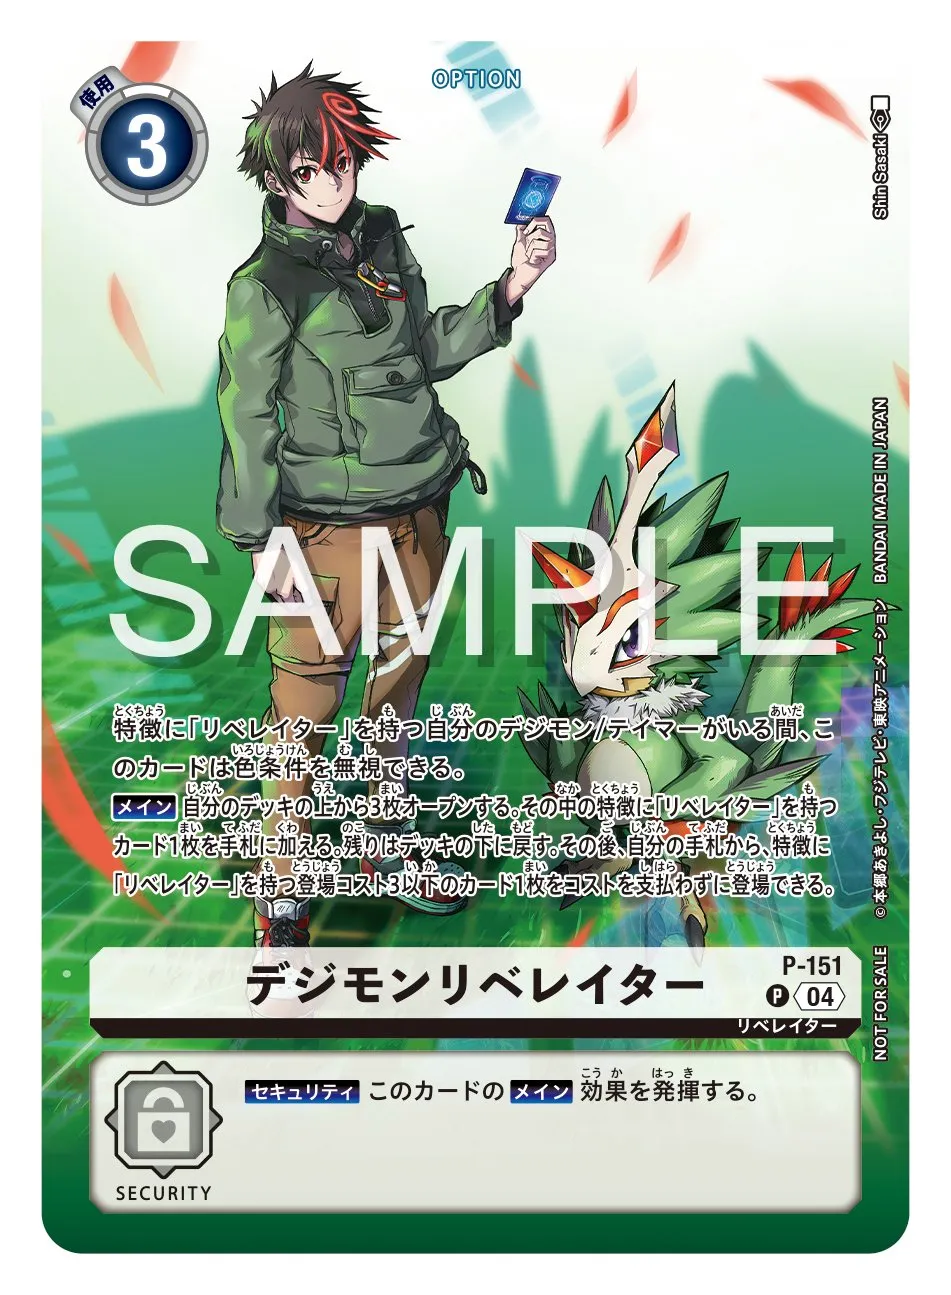 使用
3
OPTION
Shin Sasaki
SAMPLE
特徴に「リベレイター」を持つ自分のデジモン/テイマーがいる間、こ
のカードは色条件を無視できる。
メイン 自分のデッキの上から3枚オープンする。その中の特徴に「リベレイター」を持つ
カード1枚を手札に加える。残りはデッキの下に戻す。その後、自分の手札から、特徴に
「リベレイター」を持つ登場コスト3以下のカード1枚をコストを支払わずに登場できる。
デジモンリベレイター
P-151
P 04
リベレイター
セキュリティ このカードの メイン 効果を発揮する。
SECURITY
©本郷あきよし・フジテレビ・東映アニメーション BANDAI MADE IN JAPAN
NOT FOR SALE